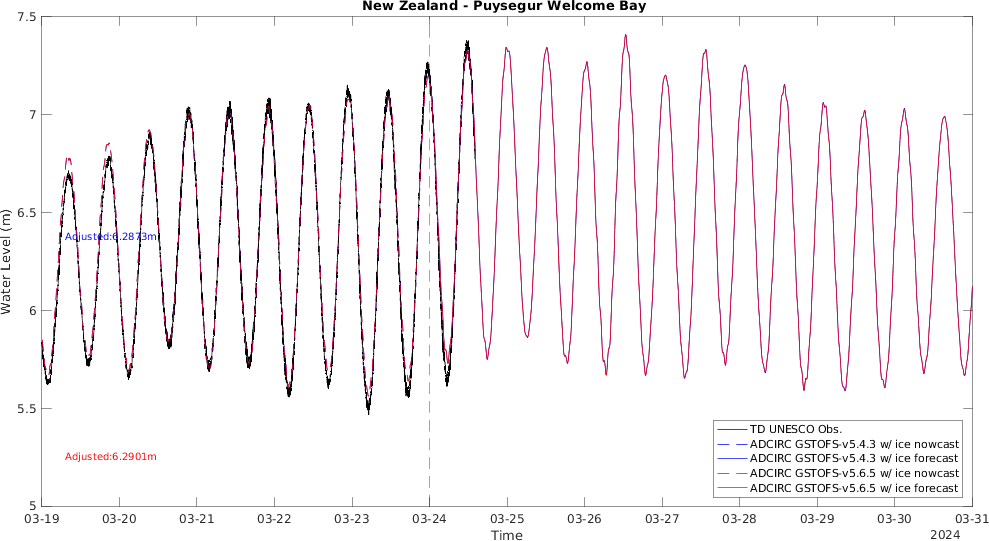 New Zealand - Puysegur Welcome Bay
7.5
7
6.5
6
5.5
5
Water Level (m)
Adjusted:6.2873m
Adjusted:6.2901m
TD UNESCO Obs.
ADCIRC GSTOFS-v5.4.3 w/ ice nowcast
ADCIRC GSTOFS-v5.4.3 w/ ice forecast
ADCIRC GSTOFS-v5.6.5 w/ ice nowcast
ADCIRC GSTOFS-v5.6.5 w/ ice forecast
03-19 03-20 03-21 03-22 03-23 03-24 03-25 03-26 03-27 03-28 03-29 03-30 03-31
Time
2024